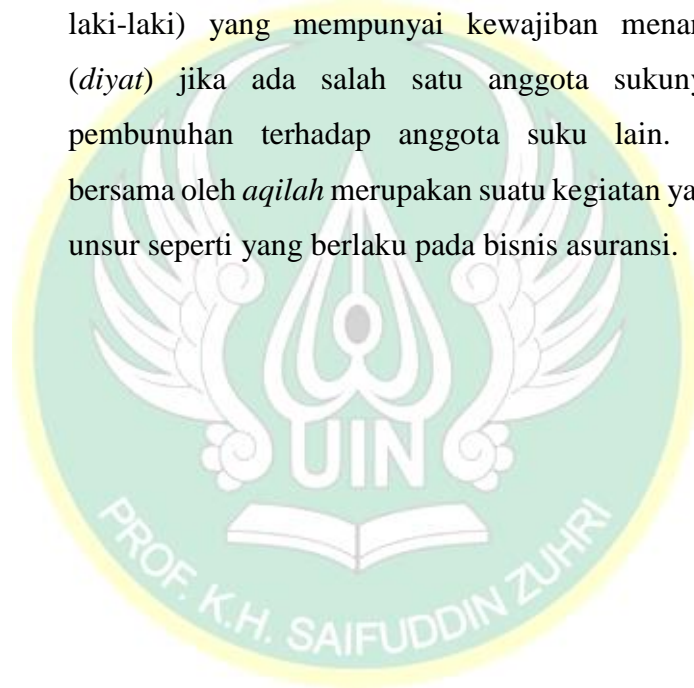 laki-laki) yang mempunyai kewajiban menan
(diyat) jika ada salah satu anggota sukuny
pembunuhan terhadap anggota suku lain.
bersama oleh aqilah merupakan suatu kegiatan ya
unsur seperti yang berlaku pada bisnis asuransi.
UIN
PROF. K.H. SAIFUDDIN ZUHRI